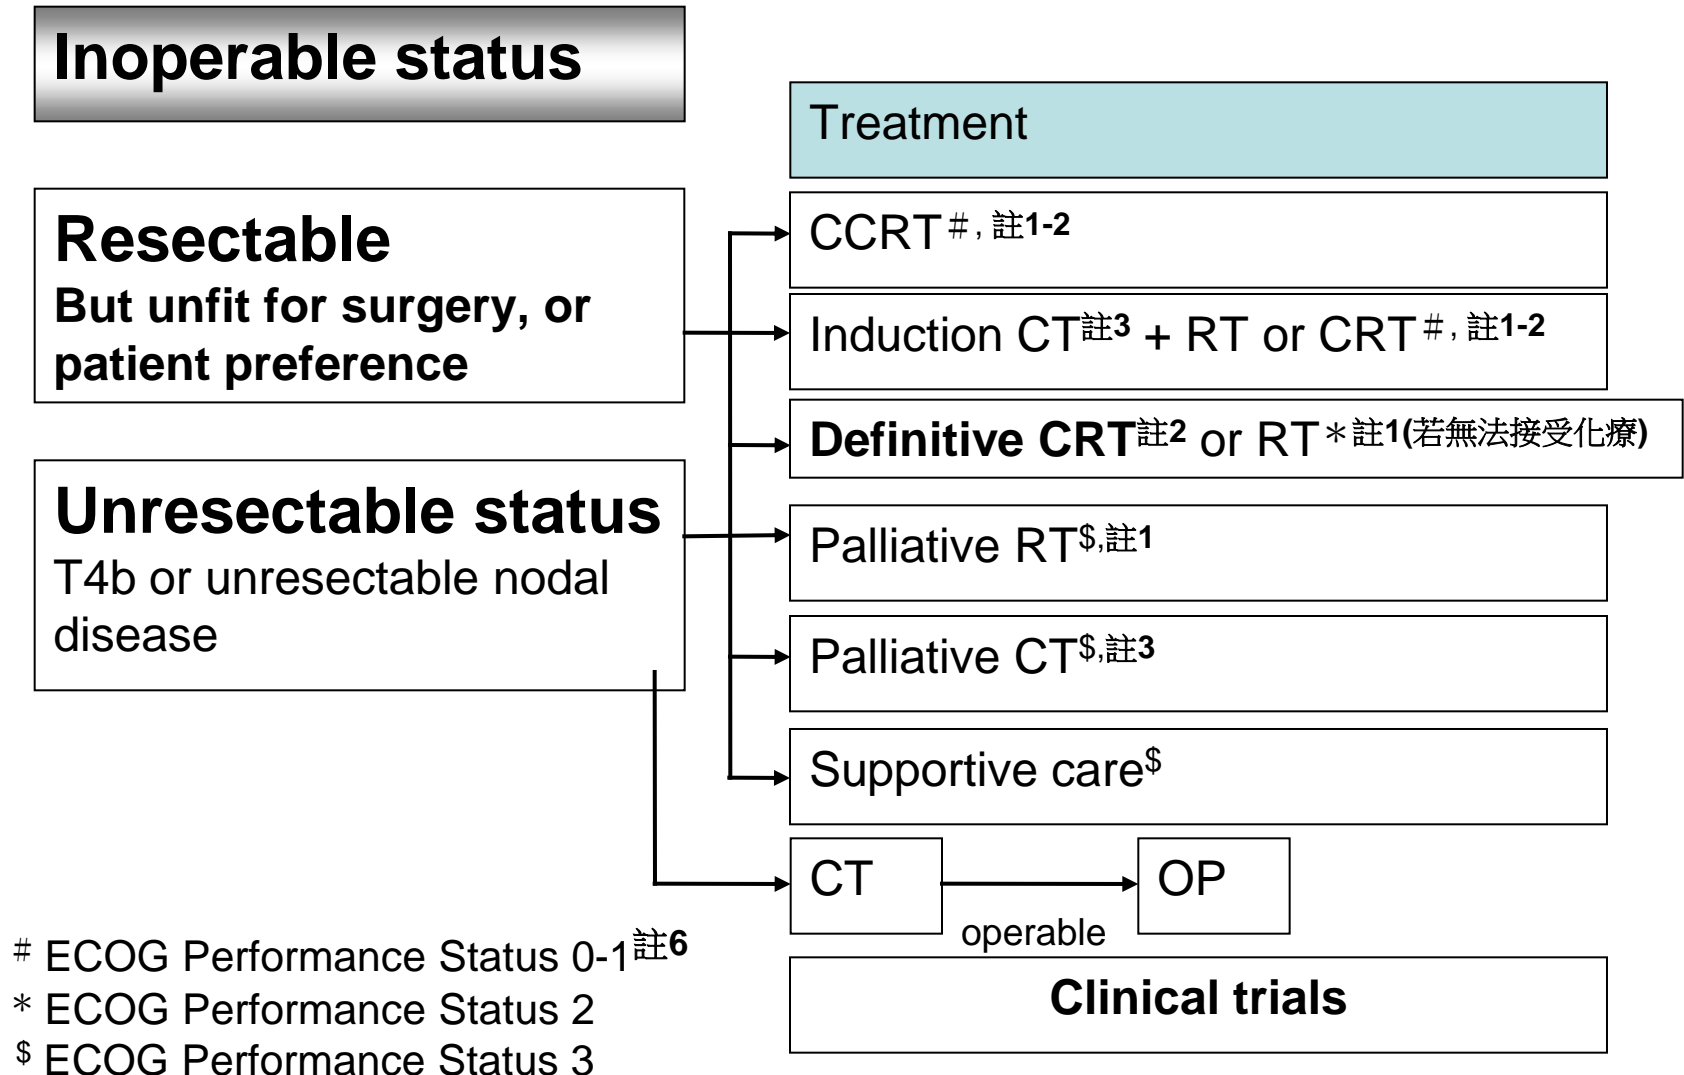 Inoperable status
Treatment
Resectable
But unfit for surgery, or
patient preference
CCRT＃, 註1-2
Induction CT註3 + RT or CRT＃, 註1-2
Definitive CRT註2 or RT＊註1(若無法接受化療)
Unresectable status
T4b or unresectable nodal
disease
Palliative RT$,註1
Palliative CT$,註3
Supportive care$
CT
operable
OP
Clinical trials
＃ ECOG Performance Status 0-1註6
＊ ECOG Performance Status 2
$ ECOG Performance Status 3